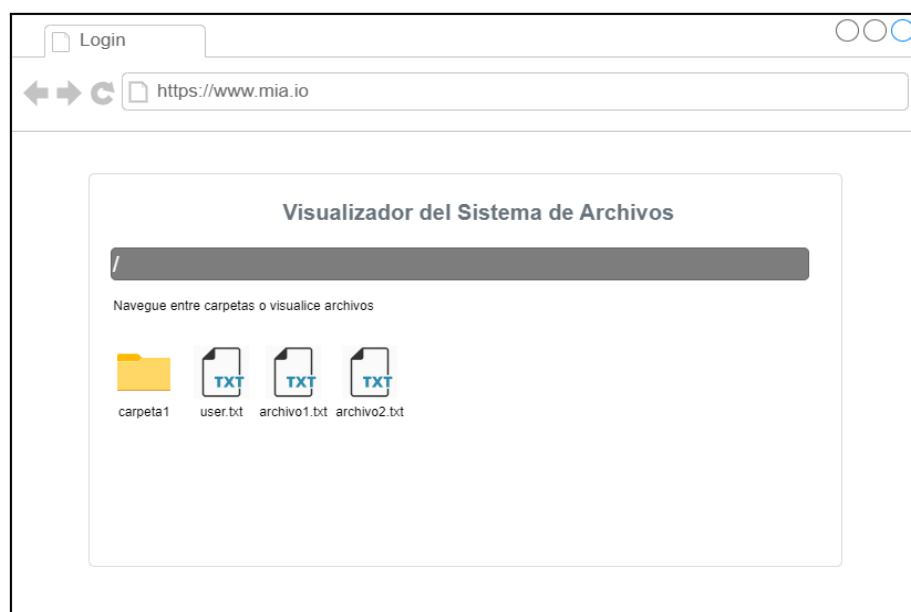 Login
https://www.mia.io
Visualizador del Sistema de Archivos
/
Navegue entre carpetas o visualice archivos
TXT TXT TXT
carpeta1 user.txt archivo1.txt archivo2.txt